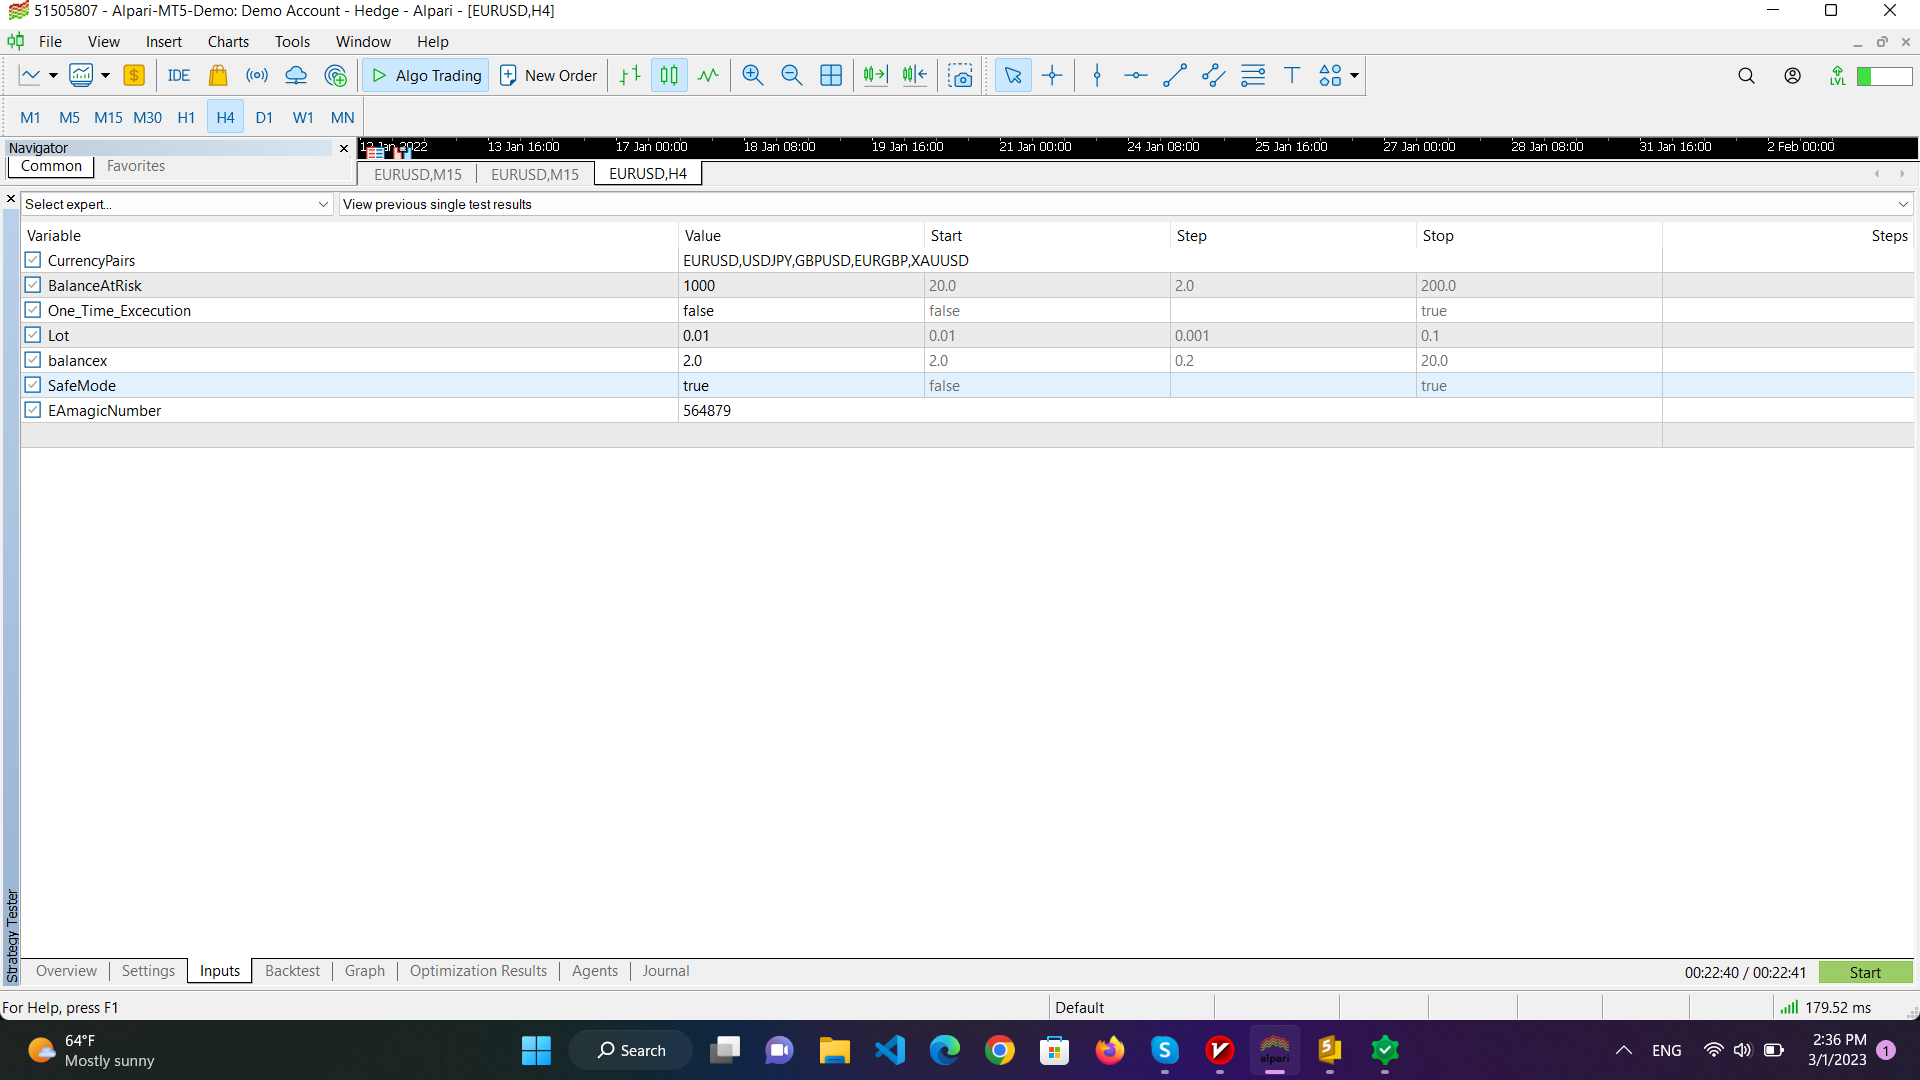 51505807 - Alpari-MT5-Demo: Demo Account - Hedge - Alpari - [EURUSD,H4]
File View Insert Charts Tools Window Help
IDE Algo Trading New Order LVL
M1 M5 M15 M30 H1 H4 D1 W1 MN
Navigator
Common Favorites
12 Jan 2022 13 Jan 16:00 17 Jan 00:00 18 Jan 08:00 19 Jan 16:00 21 Jan 00:00 24 Jan 08:00 25 Jan 16:00 27 Jan 00:00 28 Jan 08:00 31 Jan 16:00 2 Feb 00:00
EURUSD,M15 EURUSD,M15 EURUSD,H4
Select expert... View previous single test results
Variable Value Start Step Stop Steps
CurrencyPairs EURUSD,USDJPY,GBPUSD,EURGBP,XAUUSD
BalanceAtRisk 1000 20.0 2.0 200.0
One_Time_Excecution false false true
Lot 0.01 0.01 0.001 0.1
balancex 2.0 2.0 0.2 20.0
SafeMode true false true
EAmagicNumber 564879
Strategy Tester
Overview Settings Inputs Backtest Graph Optimization Results Agents Journal 00:22:40 / 00:22:41 Start
For Help, press F1 Default 179.52 ms
64°F
Mostly sunny
Search
alpari
ENG
2:36 PM
3/1/2023
1